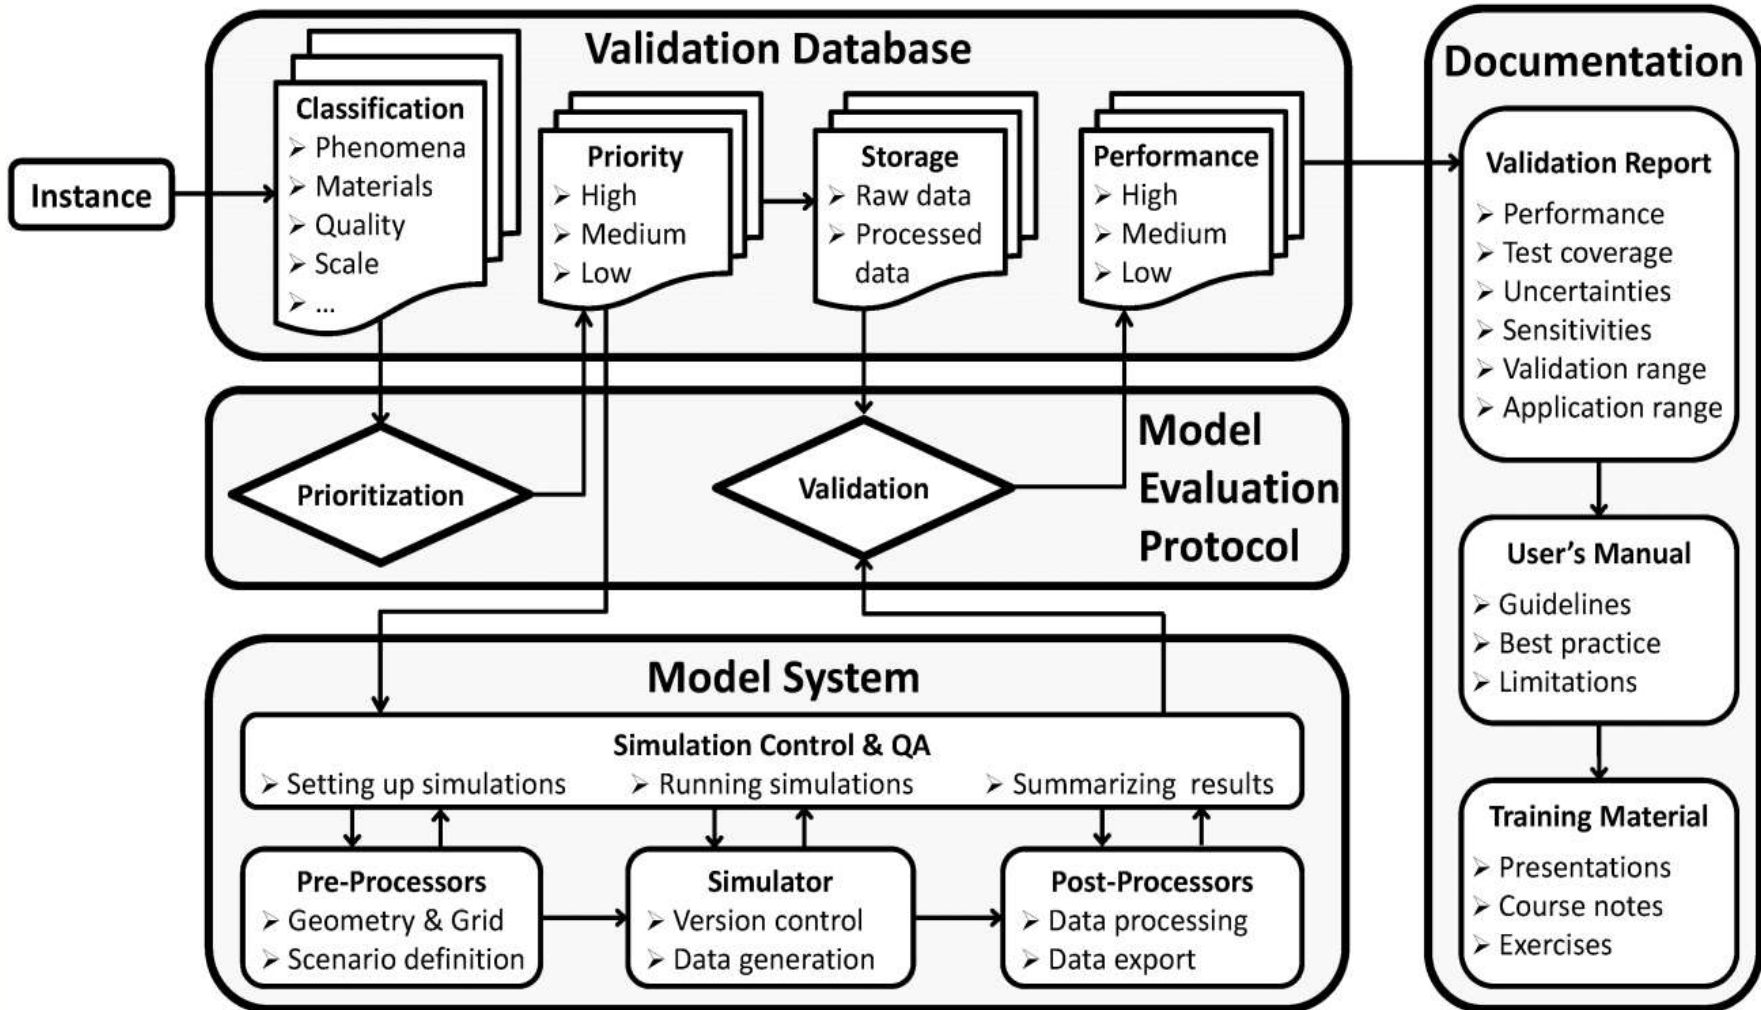 Validation Database
Instance
Classification
➢ Phenomena
➢ Materials
➢ Quality
➢ Scale
➢ ...
Priority
➢ High
➢ Medium
➢ Low
Storage
➢ Raw data
➢ Processed
data
Performance
➢ High
➢ Medium
➢ Low
Prioritization
Validation
Model
Evaluation
Protocol
Model System
Simulation Control & QA
➢ Setting up simulations
➢ Running simulations
➢ Summarizing results
Pre-Processors
➢ Geometry & Grid
➢ Scenario definition
Simulator
➢ Version control
➢ Data generation
Post-Processors
➢ Data processing
➢ Data export
Documentation
Validation Report
➢ Performance
➢ Test coverage
➢ Uncertainties
➢ Sensitivities
➢ Validation range
➢ Application range
User’s Manual
➢ Guidelines
➢ Best practice
➢ Limitations
Training Material
➢ Presentations
➢ Course notes
➢ Exercises